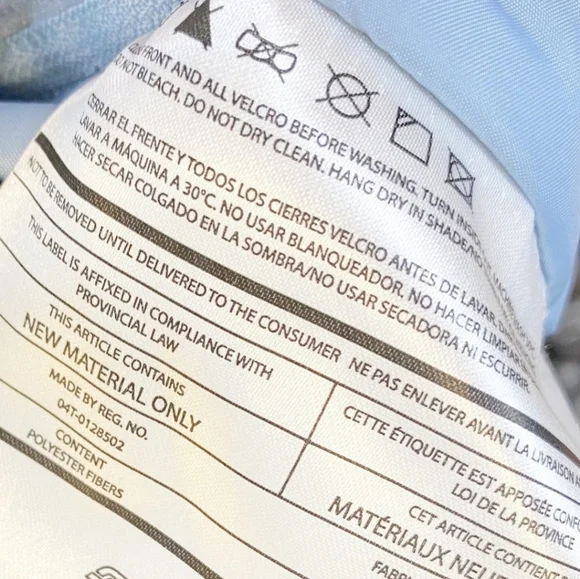 FRONT AND ALL VELCRO BEFORE WASHING. TURN
NOT BLEACH, DO NOT DRY CLEAN. HANG DRY IN SHADE/NO
CERRAR EL FRENTE Y TODOS LOS CIERRES VELCRO ANTES DE LAVAR.
LAVAR A MÁQUINA A 30°C. NO USAR BLANQUEADOR, NO HACER
HACER SECAR COLGADO EN LA SOMBRA/NO USAR SECADORA NI ESCURRIR
NOT TO BE REMOVED UNTIL DELIVERED TO THE CONSUMER NE PAS ENLEVER AVANT LA LIVRAISON
THIS LABEL IS AFFIXED IN COMPLIANCE WITH
PROVINCIAL LAW
THIS ARTICLE CONTAINS
NEW MATERIAL ONLY
MADE BY REG. NO.
04T-0128502
CONTENT
POLYESTER FIBERS
CETTE ÉTIQUETTE EST APPOSÉE
LOI DE LA PROVINCE
CET ARTICLE CONTIENT
MATÉRIAUX